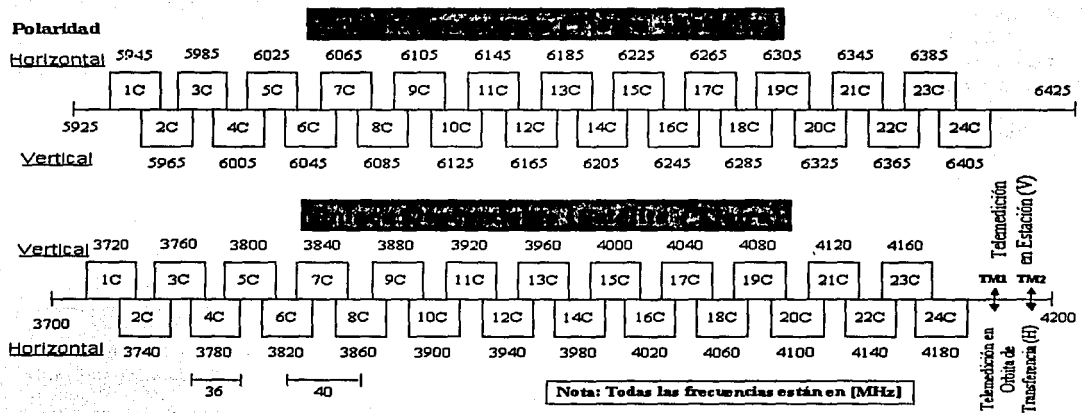 Polaridad
Horizontal 5945 5985 6025 6065 6105 6145 6185 6225 6265 6305 6345 6385
1C 3C 5C 7C 9C 11C 13C 15C 17C 19C 21C 23C 6425
5925 2C 4C 6C 8C 10C 12C 14C 16C 18C 20C 22C 24C
Vertical 5965 6005 6045 6085 6125 6165 6205 6245 6285 6325 6365 6405
Vertical 3720 3760 3800 3840 3880 3920 3960 4000 4040 4080 4120 4160
1C 3C 5C 7C 9C 11C 13C 15C 17C 19C 21C 23C TM1 TM2
3700 2C 4C 6C 8C 10C 12C 14C 16C 18C 20C 22C 24C 4200
Horizontal 3740 3780 3820 3860 3900 3940 3980 4020 4060 4100 4140 4180
36 40
Nota: Todas las frecuencias están en [MHz]
Telemedición
en Estación (V)
Telemedición en
Orbita de
Transferencia (H)